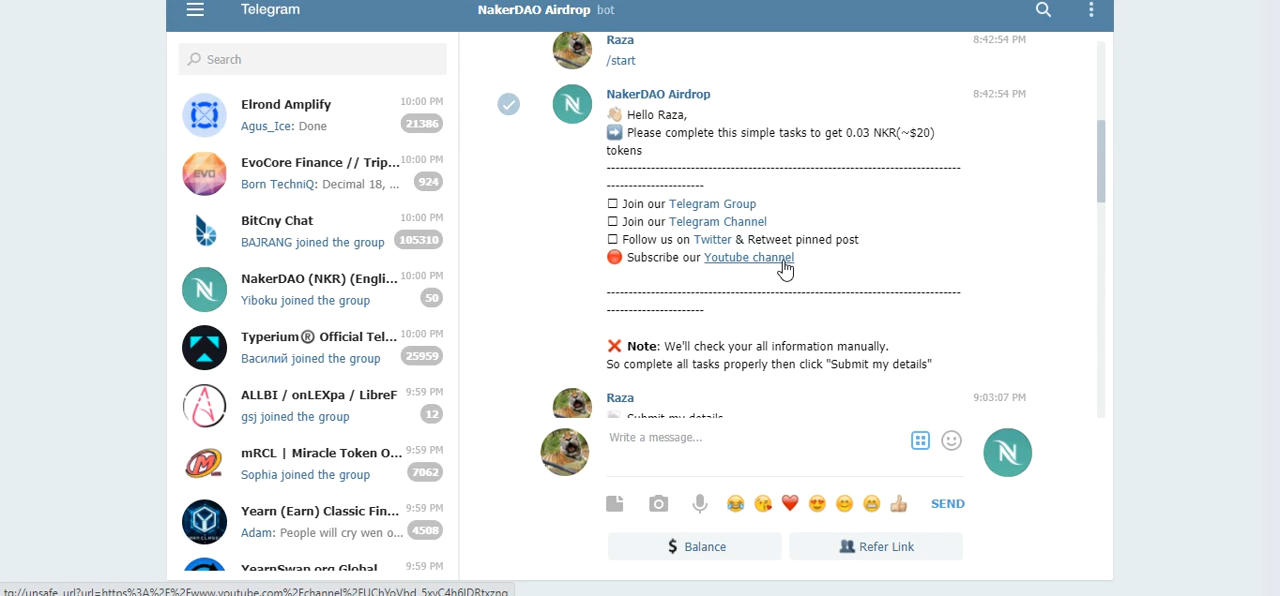 Telegram
NakerDAO Airdrop bot
Search
Elrond Amplify 10:00 PM
Agus_Ice: Done 21386
EvoCore Finance // Trip... 10:00 PM
EVO
Born TechniQ: Decimal 18, ... 924
BitCny Chat 10:00 PM
BAJRANG joined the group 105310
NakerDAO (NKR) (Engli... 10:00 PM
Yiboku joined the group 50
Typerium® Official Tel... 10:00 PM
Василий joined the group 25959
ALLBI / onLEXpa / LibreF 9:59 PM
gsj joined the group 12
mRCL | Miracle Token O... 9:59 PM
Sophia joined the group 7062
Yearn (Earn) Classic Fin... 9:59 PM
Adam: People will cry wen o... 4508
YearnSwap.org Global 9:59 PM
Raza 8:42:54 PM
/start
NakerDAO Airdrop 8:42:54 PM
👋🏻 Hello Raza,
➡️ Please complete this simple tasks to get 0.03 NKR(~$20)
tokens
--------------------------------------------------------------------------------
----------------------
☐ Join our Telegram Group
☐ Join our Telegram Channel
☐ Follow us on Twitter & Retweet pinned post
🔴 Subscribe our Youtube channel
--------------------------------------------------------------------------------
----------------------
❌ Note: We'll check your all information manually.
So complete all tasks properly then click "Submit my details"
Raza 9:03:07 PM
Submit my details
Write a message...
SEND
$ Balance
Refer Link